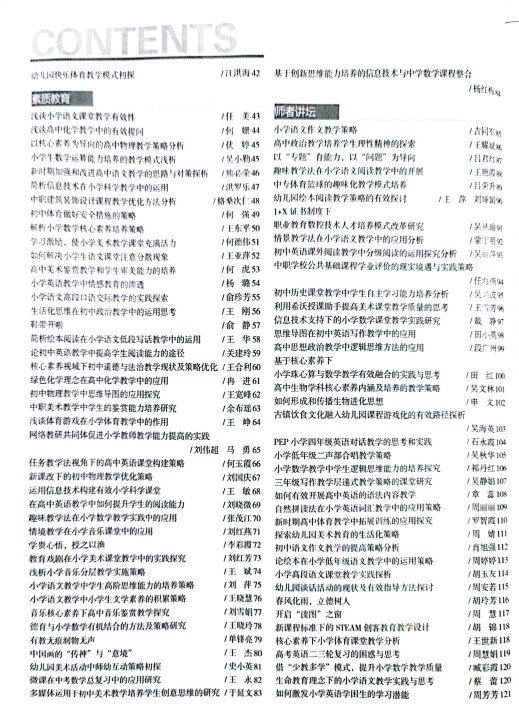 CONTENTS
幼儿园快乐体育教学模式初探 /汪洪海 42
素质教育
浅谈小学语文课堂教学有效性 /任 美 43
浅谈高中化学教学中的有效提问 /何 姗 44
以核心素养为导向的高中物理教学策略分析 /伏 婷 45
小学生数学运算能力培养的教学模式浅析 /吴小勤 45
新时期加强和改进高中语文教学的思路与对策探析 /熊必荣 46
简析信息技术在小学科学教学中的运用 /洪罗乐 47
中职建筑装饰设计课程教学优化方法分析 /格桑次仁 48
初中体育做好安全措施的策略 /何 强 49
解析小学数学核心素养培养策略 /王东平 50
学习激励，使小学美术教学课堂充满活力 /何德伟 51
如何解决小学生语文课堂注意分散现象 /王亚萍 52
高中美术鉴赏教学和学生审美能力的培养 /何 虎 53
小学英语教学中情感教育的渗透 /杨 璐 54
小学语文高段口语交际教学的实践探索 /俞珍芳 55
生活化思维在初中政治教学中的运用思考 /王 刚 56
鞋带开啦 /俞 静 57
简析绘本阅读在小学语文低段写话教学中的运用 /王 华 58
论初中英语教学中提高学生阅读能力的途径 /关建玲 59
核心素养视域下初中道德与法治教学现状及策略优化 /王合利 60
绿色化学理念在高中化学教学中的应用 /冉 进 61
初中物理教学中思维导图的应用探究 /王宽峰 62
中职美术教学中学生的鉴赏能力培养研究 /余布瑶 63
浅谈体育游戏在小学体育教学中的作用 /王 峥 64
网络教研共同体促进小学教师教学能力提高的实践
/刘伟超 马 勇 65
任务教学法视角下的高中英语课堂构建策略 /何玉霞 66
新课改下的初中物理教学优化策略 /刘国庆 67
运用信息技术构建有效小学科学课堂 /王 敏 68
在高中英语教学中如何提升学生的阅读能力 /刘晓微 69
趣味教学法在小学数学教学实践中的应用 /张茂江 70
情境教学在小学音乐课堂中的应用 /刘红燕 71
学贵心悟，授之以渔 /李彩霞 72
教育戏剧在小学美术课堂教学中的实践探究 /刘红芳 73
浅析小学音乐分层教学实施策略 /王 斌 74
小学语文教学中学生高阶思维能力的培养策略 /刘 萍 75
小学语文教学中小学生文学素养的积累策略 /王晓慧 76
音乐核心素养下高中音乐鉴赏教学探究 /刘雪娟 77
德育与小学数学有机结合的方法及策略研究 /王晓玲 78
有教无痕润物无声 /单锋亮 79
中国画的“传神”与“意境” /王 杰 80
幼儿园美术活动中师幼互动策略初探 /史小英 81
微课在中考数学总复习中的应用研究 /王 永 82
多媒体运用于初中美术教学培养学生创意思维的研究 /于延文 83
基于创新思维能力培养的信息技术与中学数学课程整合
/杨红梅 84
师者讲坛
小学语文作文教学策略 /吉同军 85
高中政治教学培养学生理性精神的探索 /王耀斌 86
以“专题”有能力，以“问题”为导向 /吕君红 87
趣味教学法在小学语文阅读教学中的开展 /王艳霞 88
中专体育篮球的趣味化教学模式培养 /吕荣升 89
幼儿园绘本阅读教学策略的有效探讨 /王 萍 刘娣娟 90
1+X 证书制度下
职业教育数控技术人才培养模式改革研究 /吴丛瑜 91
情景教学法在小学语文教学中的应用分析 /蒙宇勇 92
初中英语课外阅读教学中分级阅读的运用探究分析 /吴丽萍 93
中职学校公共基础课程学业评价的现实境遇与实践策略
/任冉燕 94
初中历史课堂教学中学生自主学习能力培养分析 /吴兴波 95
利用希沃授课助手提高美术课堂教学质量的思考 /王雪芳 96
信息技术支持下的小学数学课堂教学实践研究 /戴 静 97
思维导图在初中英语写作教学中的应用 /田小燕 98
高中思想政治教学中逻辑思维方法的应用 /段广州 99
基于核心素养下
小学珠心算与数学教学有效融合的实践与思考 /田 红 100
高中生物学科核心素养内涵及培养的教学策略 /吴文林 101
如何形成和传播生物进化思想 /申 文 102
古镇饮食文化融入幼儿园课程游戏化的有效路径探析
/吴海英 103
PEP 小学四年级英语对话教学的思考和实践 /石永霞 104
小学低年级二声部合唱教学策略 /吴秋华 105
小学数学教学中学生逻辑思维能力的培养探究 /祁丹红 106
三年级写作教学层递式教学策略的课堂研究 /吴静娟 107
如何有效开展高中英语的语法内容教学 /章 蕊 108
自然拼读法在小学英语词汇教学中的应用策略 /周丽丽 109
新时期高中体育教学中拓展训练的应用探究 /罗智霞 110
探索幼儿园美术教育的生活化策略 /周 婧 111
初中语文作文教学的提高策略分析 /肖旭强 112
论绘本在小学低年级语文教学中的运用策略 /周婷婷 113
小学高段语文课堂教学实践探析 /胡玉友 114
幼儿园谈话活动的现状及有效指导方法探讨 /周安若 115
春风化雨，立德树人 /胡玲芳 116
开启“读图”之窗 /周 慧 117
新课程标准下的 STEAM 创客教育教学设计 /胡 锦 118
核心素养下小学体育课堂教学分析 /王世新 118
高考英语二三轮复习的困惑与思考 /周慧娟 119
借“少教多学”模式，提升小学数学教学质量 /臧彩霞 120
生命教育理念下的小学语文教学实践与思考 /蔡 蕾 120
如何激发小学英语学困生的学习潜能 /周芳芳 121